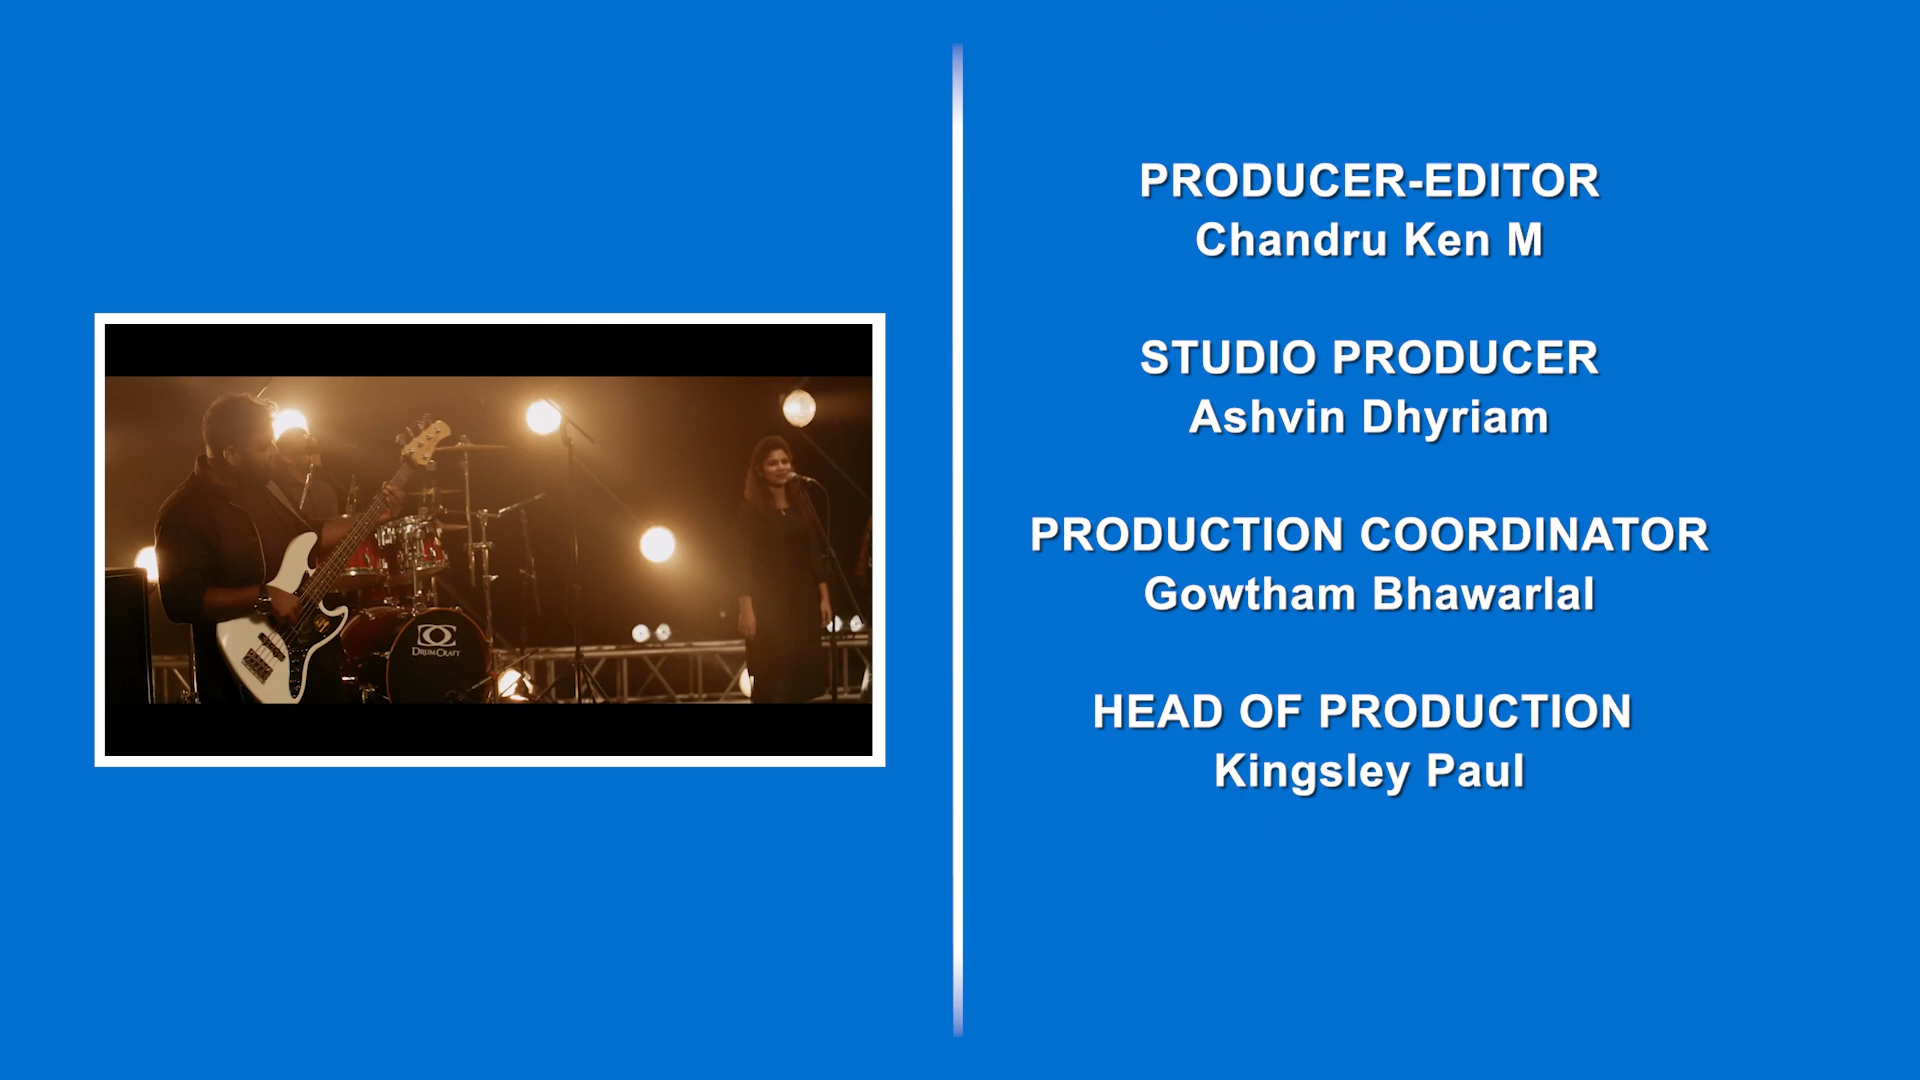 DRUMCRAFT
PRODUCER-EDITOR
Chandru Ken M
STUDIO PRODUCER
Ashvin Dhyriam
PRODUCTION COORDINATOR
Gowtham Bhawarlal
HEAD OF PRODUCTION
Kingsley Paul